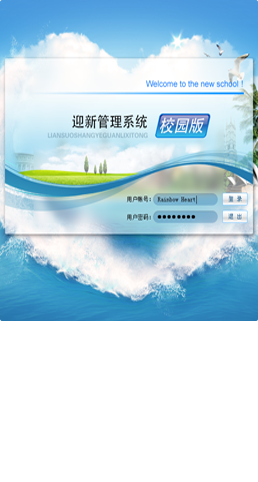 Welcome to the new school !
迎新管理系统 校园版
LIANSUOSHANGYEGUANLIXITONG
用户帐号： Rainbow Heart 登 录
用户密码： ●●●●●●●● 退 出